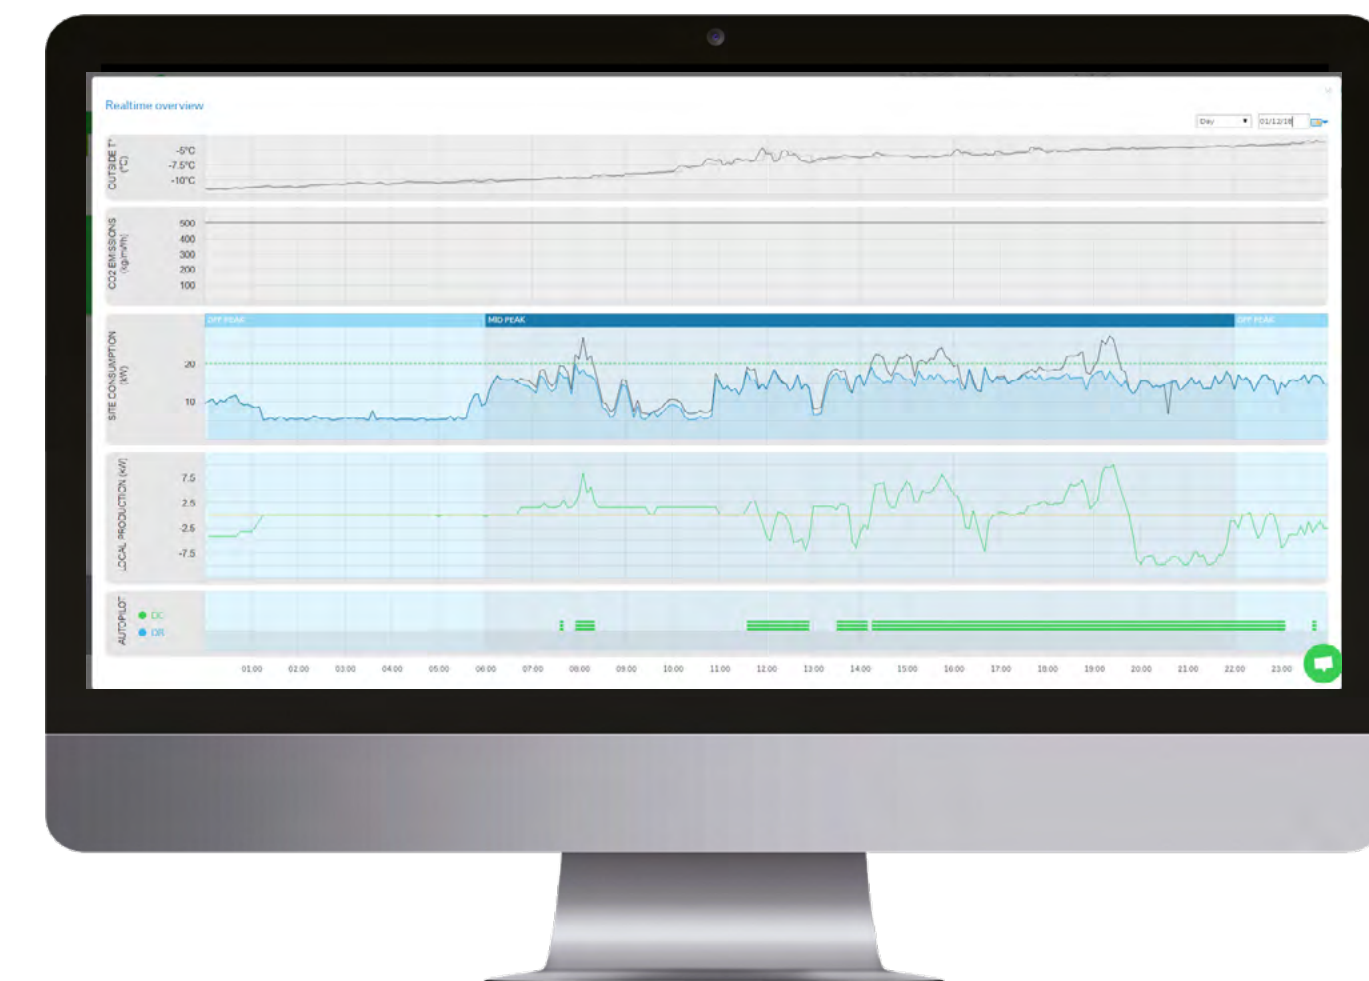 Realtime overview
Day
01/12/18
OUTSIDE T°
(°C)
-5°C
-7.5°C
-10°C
CO2 EMISSIONS
(kg/mWh)
500
400
300
200
100
SITE CONSUMPTION
(kW)
OFF PEAK
MID PEAK
OFF PEAK
20
10
LOCAL PRODUCTION (kW)
7.5
2.5
-2.5
-7.5
AUTOPILOT
DC
DR
01:00 02:00 03:00 04:00 05:00 06:00 07:00 08:00 09:00 10:00 11:00 12:00 13:00 14:00 15:00 16:00 17:00 18:00 19:00 20:00 21:00 22:00 23:00